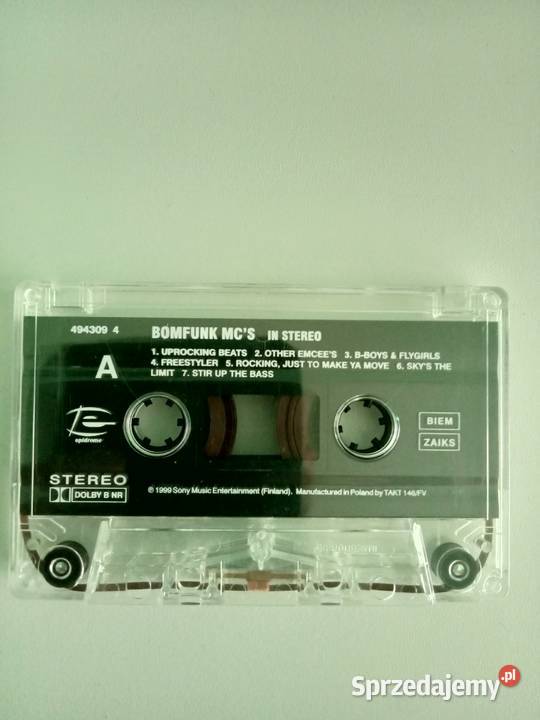 494309 4
BOMFUNK MC'S IN STEREO
1. UPROCKING BEATS 2. OTHER EMCEE'S 3. B-BOYS & FLYGIRLS
4. FREESTYLER 5. ROCKING, JUST TO MAKE YA MOVE 6. SKY'S THE
LIMIT 7. STIR UP THE BASS
A
epidrome
BIEM
ZAIKS
STEREO
DOLBY B NR
℗ 1999 Sony Music Entertainment (Finland). Manufactured in Poland by TAKT 146/FV
Sprzedajemy.pl